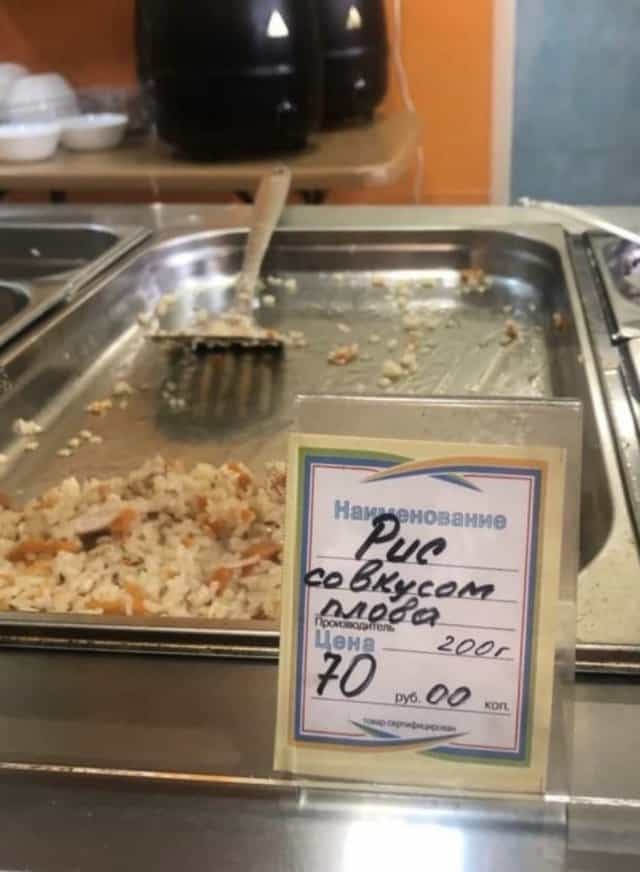 Наименование
Рис
со вкусом
плова
Производитель
Цена 200г
70 руб. 00 коп.
товар сертифицирован